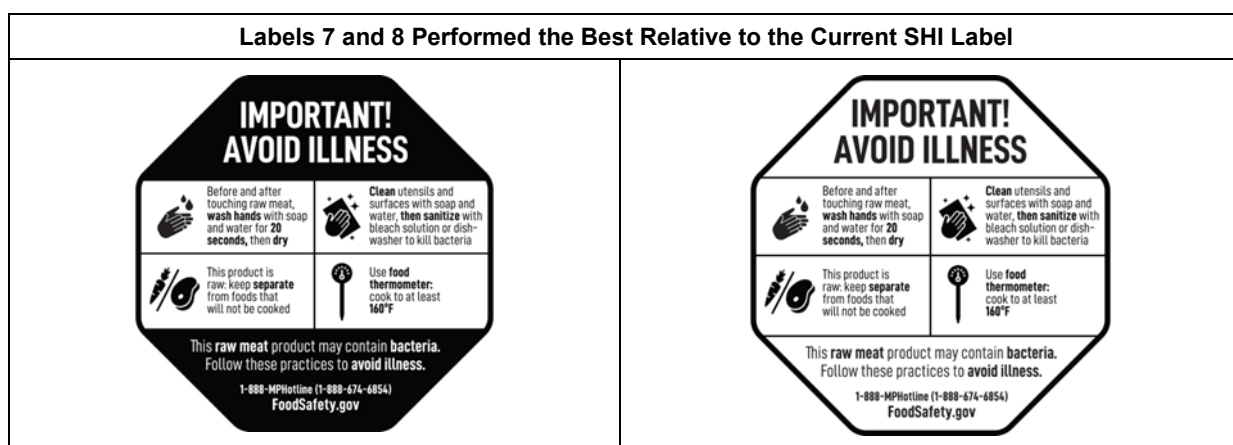 Labels 7 and 8 Performed the Best Relative to the Current SHI Label
IMPORTANT!
AVOID ILLNESS
Before and after
touching raw meat,
wash hands with soap
and water for 20
seconds, then dry
Clean utensils and
surfaces with soap and
water, then sanitize with
bleach solution or dish-
washer to kill bacteria
This product is
raw: keep separate
from foods that
will not be cooked
Use food
thermometer:
cook to at least
160°F
This raw meat product may contain bacteria.
Follow these practices to avoid illness.
1-888-MPHotline (1-888-674-6854)
FoodSafety.gov
IMPORTANT!
AVOID ILLNESS
Before and after
touching raw meat,
wash hands with soap
and water for 20
seconds, then dry
Clean utensils and
surfaces with soap and
water, then sanitize with
bleach solution or dish-
washer to kill bacteria
This product is
raw: keep separate
from foods that
will not be cooked
Use food
thermometer:
cook to at least
160°F
This raw meat product may contain bacteria.
Follow these practices to avoid illness.
1-888-MPHotline (1-888-674-6854)
FoodSafety.gov